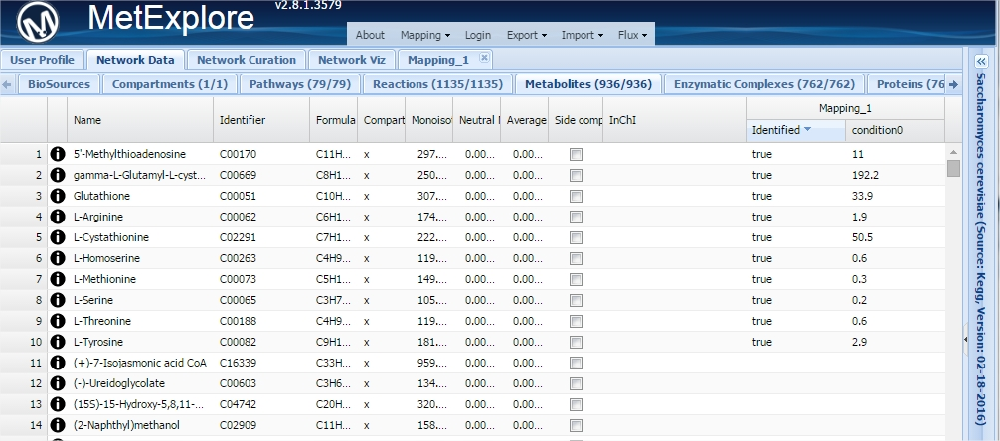 v2.8.1.3579
MetExplore
About Mapping Login Export Import Flux
User Profile Network Data Network Curation Network Viz Mapping_1
BioSources Compartments (1/1) Pathways (79/79) Reactions (1135/1135) Metabolites (936/936) Enzymatic Complexes (762/762) Proteins (76
Name Identifier Formula Compart Monoisot Neutral Average Side comp InChI Mapping_1
Identified condition0
1 5'-Methylthioadenosine C00170 C11H... x 297.... 0.00... 0.00... true 11
2 gamma-L-Glutamyl-L-cyst... C00669 C8H1... x 250.... 0.00... 0.00... true 192.2
3 Glutathione C00051 C10H... x 307.... 0.00... 0.00... true 33.9
4 L-Arginine C00062 C6H1... x 174.... 0.00... 0.00... true 1.9
5 L-Cystathionine C02291 C7H1... x 222.... 0.00... 0.00... true 50.5
6 L-Homoserine C00263 C4H9... x 119.... 0.00... 0.00... true 0.6
7 L-Methionine C00073 C5H1... x 149.... 0.00... 0.00... true 0.3
8 L-Serine C00065 C3H7... x 105.... 0.00... 0.00... true 0.2
9 L-Threonine C00188 C4H9... x 119.... 0.00... 0.00... true 0.6
10 L-Tyrosine C00082 C9H1... x 181.... 0.00... 0.00... true 2.9
11 (+)-7-Isojasmonic acid CoA C16339 C33H... x 959.... 0.00... 0.00...
12 (-)-Ureidoglycolate C00603 C3H6... x 134.... 0.00... 0.00...
13 (15S)-15-Hydroxy-5,8,11-... C04742 C20H... x 320.... 0.00... 0.00...
14 (2-Naphthyl)methanol C02909 C11H... x 158.... 0.00... 0.00...
Saccharomyces cerevisiae (Source: Kegg, Version: 02-18-2016)